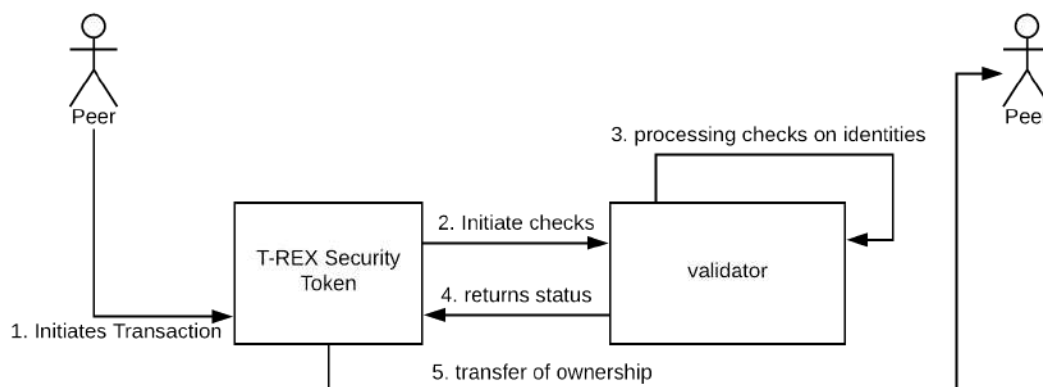 Peer
Peer
3. processing checks on identities
2. Initiate checks
T-REX Security
Token
validator
4. returns status
1. Initiates Transaction
5. transfer of ownership